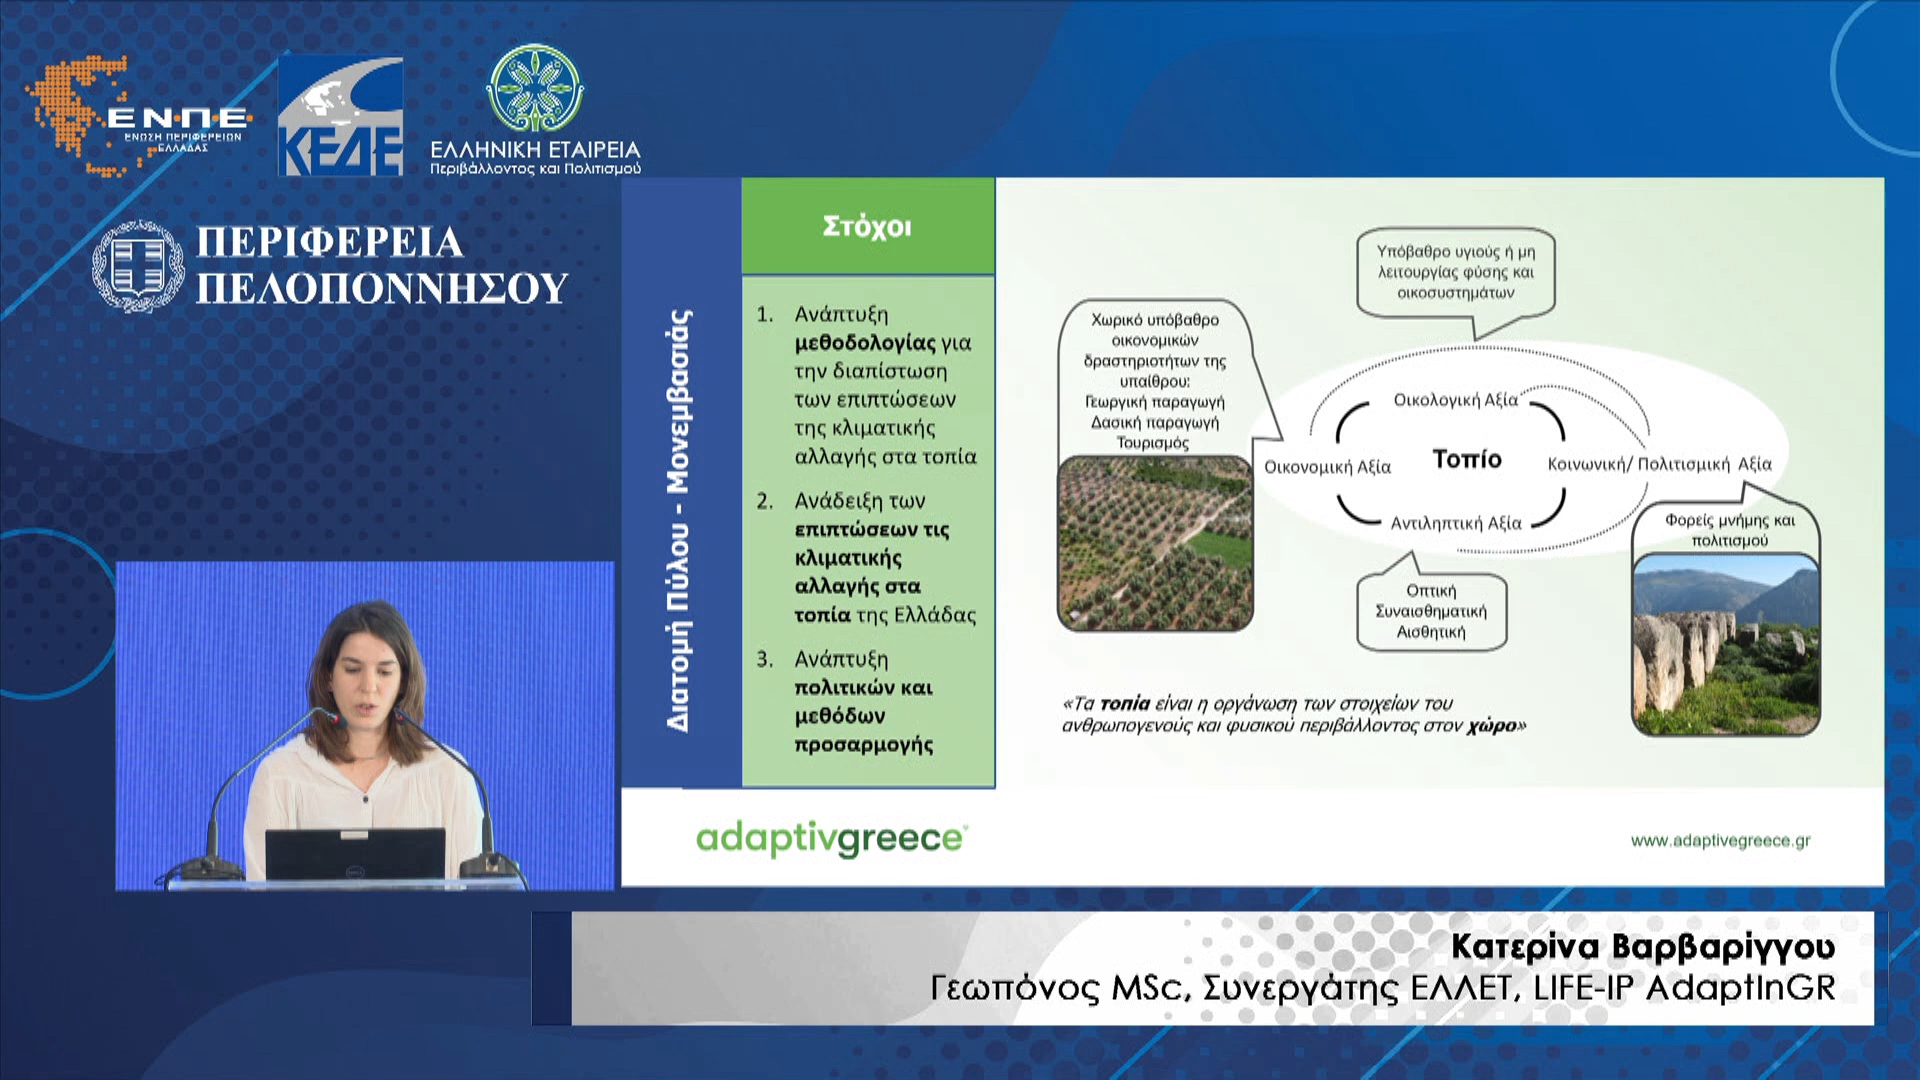 ΕΝΠΕ
ΕΝΩΣΗ ΠΕΡΙΦΕΡΕΙΩΝ
ΕΛΛΑΔΑΣ
ΚΕΔΕ
ΕΛΛΗΝΙΚΗ ΕΤΑΙΡΕΙΑ
Περιβάλλοντος και Πολιτισμού
ΠΕΡΙΦΕΡΕΙΑ
ΠΕΛΟΠΟΝΝΗΣΟΥ
Διατομή Πύλου - Μονεμβασιάς
Στόχοι
1. Ανάπτυξη
μεθοδολογίας για
την διαπίστωση
των επιπτώσεων
της κλιματικής
αλλαγής στα τοπία
2. Ανάδειξη των
επιπτώσεων τις
κλιματικής
αλλαγής στα
τοπία της Ελλάδας
3. Ανάπτυξη
πολιτικών και
μεθόδων
προσαρμογής
Υπόβαθρο υγιούς ή μη
λειτουργίας φύσης και
οικοσυστημάτων
Χωρικό υπόβαθρο
οικονομικών
δραστηριοτήτων της
υπαίθρου:
Γεωργική παραγωγή
Δασική παραγωγή
Τουρισμός
Οικολογική Αξία
Οικονομική Αξία
Τοπίο
Κοινωνική/ Πολιτισμική Αξία
Αντιληπτική Αξία
Φορείς μνήμης και
πολιτισμού
Οπτική
Συναισθηματική
Αισθητική
«Τα τοπία είναι η οργάνωση των στοιχείων του
ανθρωπογενούς και φυσικού περιβάλλοντος στον χώρο»
adaptivgreece
www.adaptivegreece.gr
Κατερίνα Βαρβαρίγγου
Γεωπόνος MSc, Συνεργάτης ΕΛΛΕΤ, LIFE-IP AdaptInGR